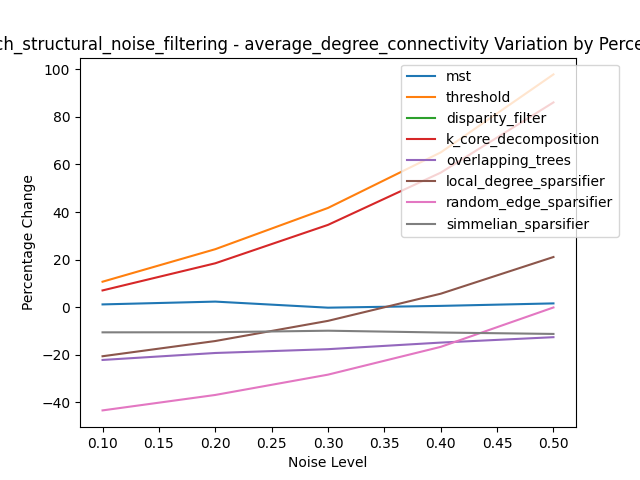 ch_structural_noise_filtering - average_degree_connectivity Variation by Perce
100
80
60
40
20
0
−20
−40
Percentage Change
mst
threshold
disparity_filter
k_core_decomposition
overlapping_trees
local_degree_sparsifier
random_edge_sparsifier
simmelian_sparsifier
0.10 0.15 0.20 0.25 0.30 0.35 0.40 0.45 0.50
Noise Level